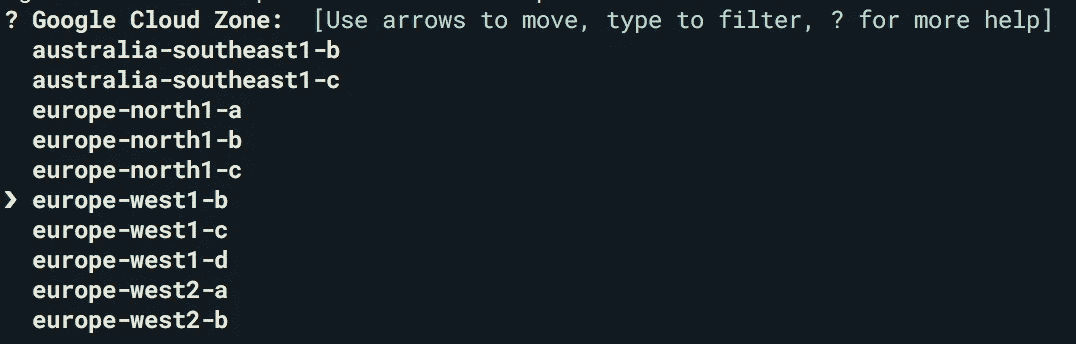 ? Google Cloud Zone:  [Use arrows to move, type to filter, ? for more help]
australia-southeast1-b
australia-southeast1-c
europe-north1-a
europe-north1-b
europe-north1-c
❯ europe-west1-b
europe-west1-c
europe-west1-d
europe-west2-a
europe-west2-b